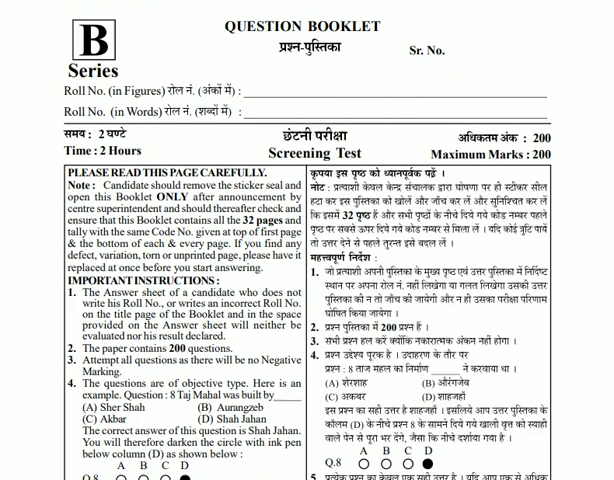 B
Series
QUESTION BOOKLET
प्रश्न-पुस्तिका
Sr. No.
Roll No. (in Figures) रोल नं. (अंकों में) :
Roll No. (in Words) रोल नं. (शब्दों में) :
समय : 2 घण्टे
छंटनी परीक्षा
अधिकतम अंक : 200
Time : 2 Hours
Screening Test
Maximum Marks : 200
PLEASE READ THIS PAGE CAREFULLY.
Note : Candidate should remove the sticker seal and
open this Booklet ONLY after announcement by
centre superintendent and should thereafter check and
ensure that this Booklet contains all the 32 pages and
tally with the same Code No. given at top of first page
& the bottom of each & every page. If you find any
defect, variation, torn or unprinted page, please have it
replaced at once before you start answering.
IMPORTANT INSTRUCTIONS :
1. The Answer sheet of a candidate who does not
write his Roll No., or writes an incorrect Roll No.
on the title page of the Booklet and in the space
provided on the Answer sheet will neither be
evaluated nor his result declared.
2. The paper contains 200 questions.
3. Attempt all questions as there will be no Negative
Marking.
4. The questions are of objective type. Here is an
example. Question : 8 Taj Mahal was built by_____
(A) Sher Shah (B) Aurangzeb
(C) Akbar (D) Shah Jahan
The correct answer of this question is Shah Jahan.
You will therefore darken the circle with ink pen
below column (D) as shown below :
A B C D
Q.8
कृपया इस पृष्ठ को ध्यानपूर्वक पढ़ें ।
नोट : प्रत्याशी केवल केन्द्र संचालक द्वारा घोषणा पर ही स्टीकर सील
हटा कर इस पुस्तिका को खोलें और जाँच कर लें और सुनिश्चित कर लें
कि इसमें 32 पृष्ठ हैं और सभी पृष्ठों के नीचे दिये गये कोड नम्बर पहले
पृष्ठ पर सबसे ऊपर दिये गये कोड नम्बर से मिला लें । यदि कोई त्रुटि पायें
तो उत्तर देने से पहले तुरन्त इसे बदल लें ।
महत्त्वपूर्ण निर्देश :
1. जो प्रत्याशी अपनी पुस्तिका के मुख्य पृष्ठ एवं उत्तर पुस्तिका में निर्दिष्ट
स्थान पर अपना रोल नं. नहीं लिखेगा या गलत लिखेगा उसकी उत्तर
पुस्तिका की न तो जाँच की जायेगी और न ही उसका परीक्षा परिणाम
घोषित किया जायेगा ।
2. प्रश्न पुस्तिका में 200 प्रश्न हैं ।
3. सभी प्रश्न हल करें क्योंकि नकारात्मक अंकन नहीं होगा ।
4. प्रश्न उद्देश्य पूरक है । उदाहरण के तौर पर
प्रश्न : 8 ताज महल का निर्माण _____ ने करवाया था ।
(A) शेरशाह (B) औरंगजेब
(C) अकबर (D) शाहजहाँ
इस प्रश्न का सही उत्तर है शाहजहाँ । इसलिये आप उत्तर पुस्तिका के
कॉलम (D) के नीचे प्रश्न 8 के सामने दिये गये खाली वृत्त को स्याही
वाले पेन से पूरा भर देंगे, जैसा कि नीचे दर्शाया गया है ।
A B C D
Q.8
5. प्रत्येक प्रश्न का केवल एक सही उत्तर है । यदि आप एक से अधिक